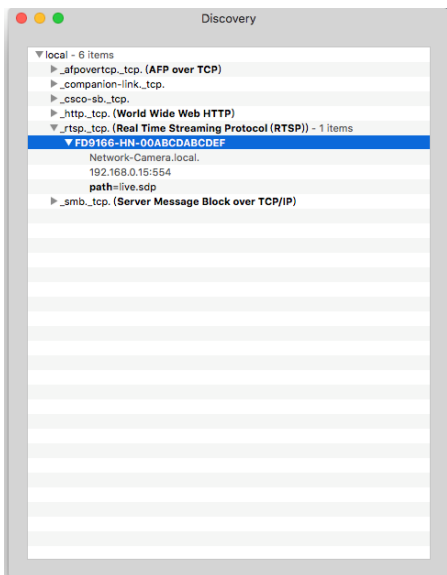 Discovery
local - 6 items
_afpovertcp._tcp. (AFP over TCP)
_companion-link._tcp.
_csco-sb._tcp.
_http._tcp. (World Wide Web HTTP)
_rtsp._tcp. (Real Time Streaming Protocol (RTSP)) - 1 items
FD9166-HN-00ABCDABCDEF
Network-Camera.local.
192.168.0.15:554
path=live.sdp
_smb._tcp. (Server Message Block over TCP/IP)